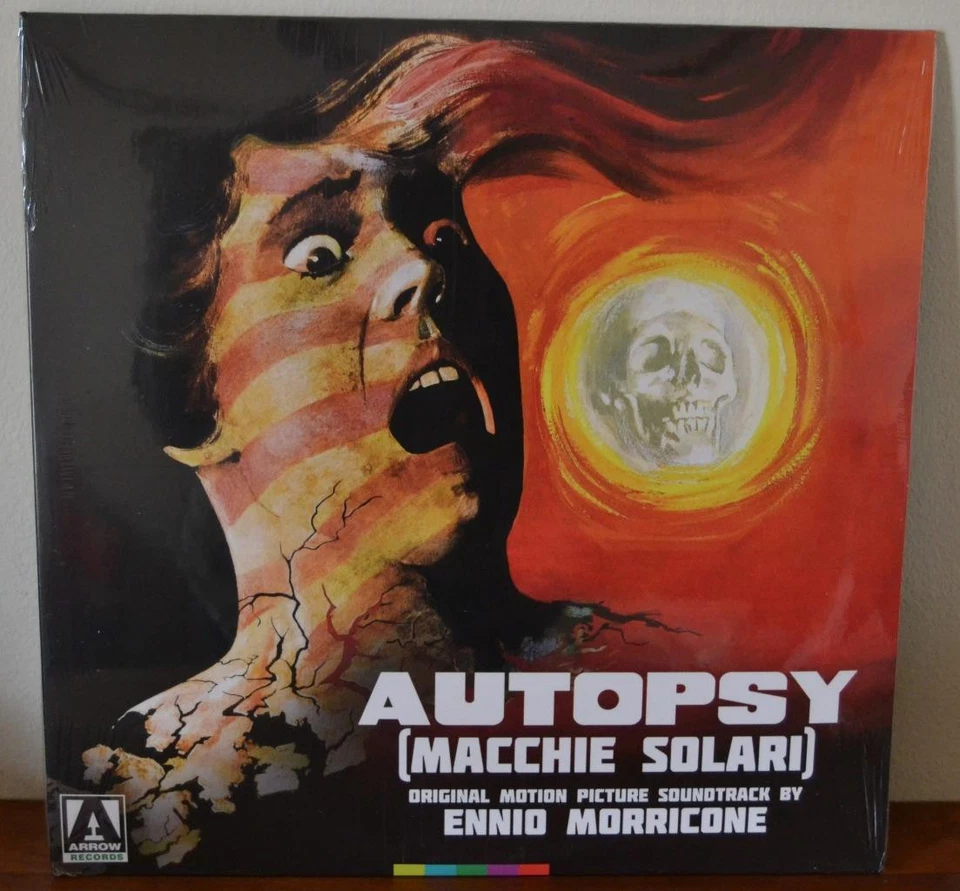 AUTOPSY
(MACCHIE SOLARI)
ORIGINAL MOTION PICTURE SOUNDTRACK BY
ENNIO MORRICONE
A
ARROW
RECORDS